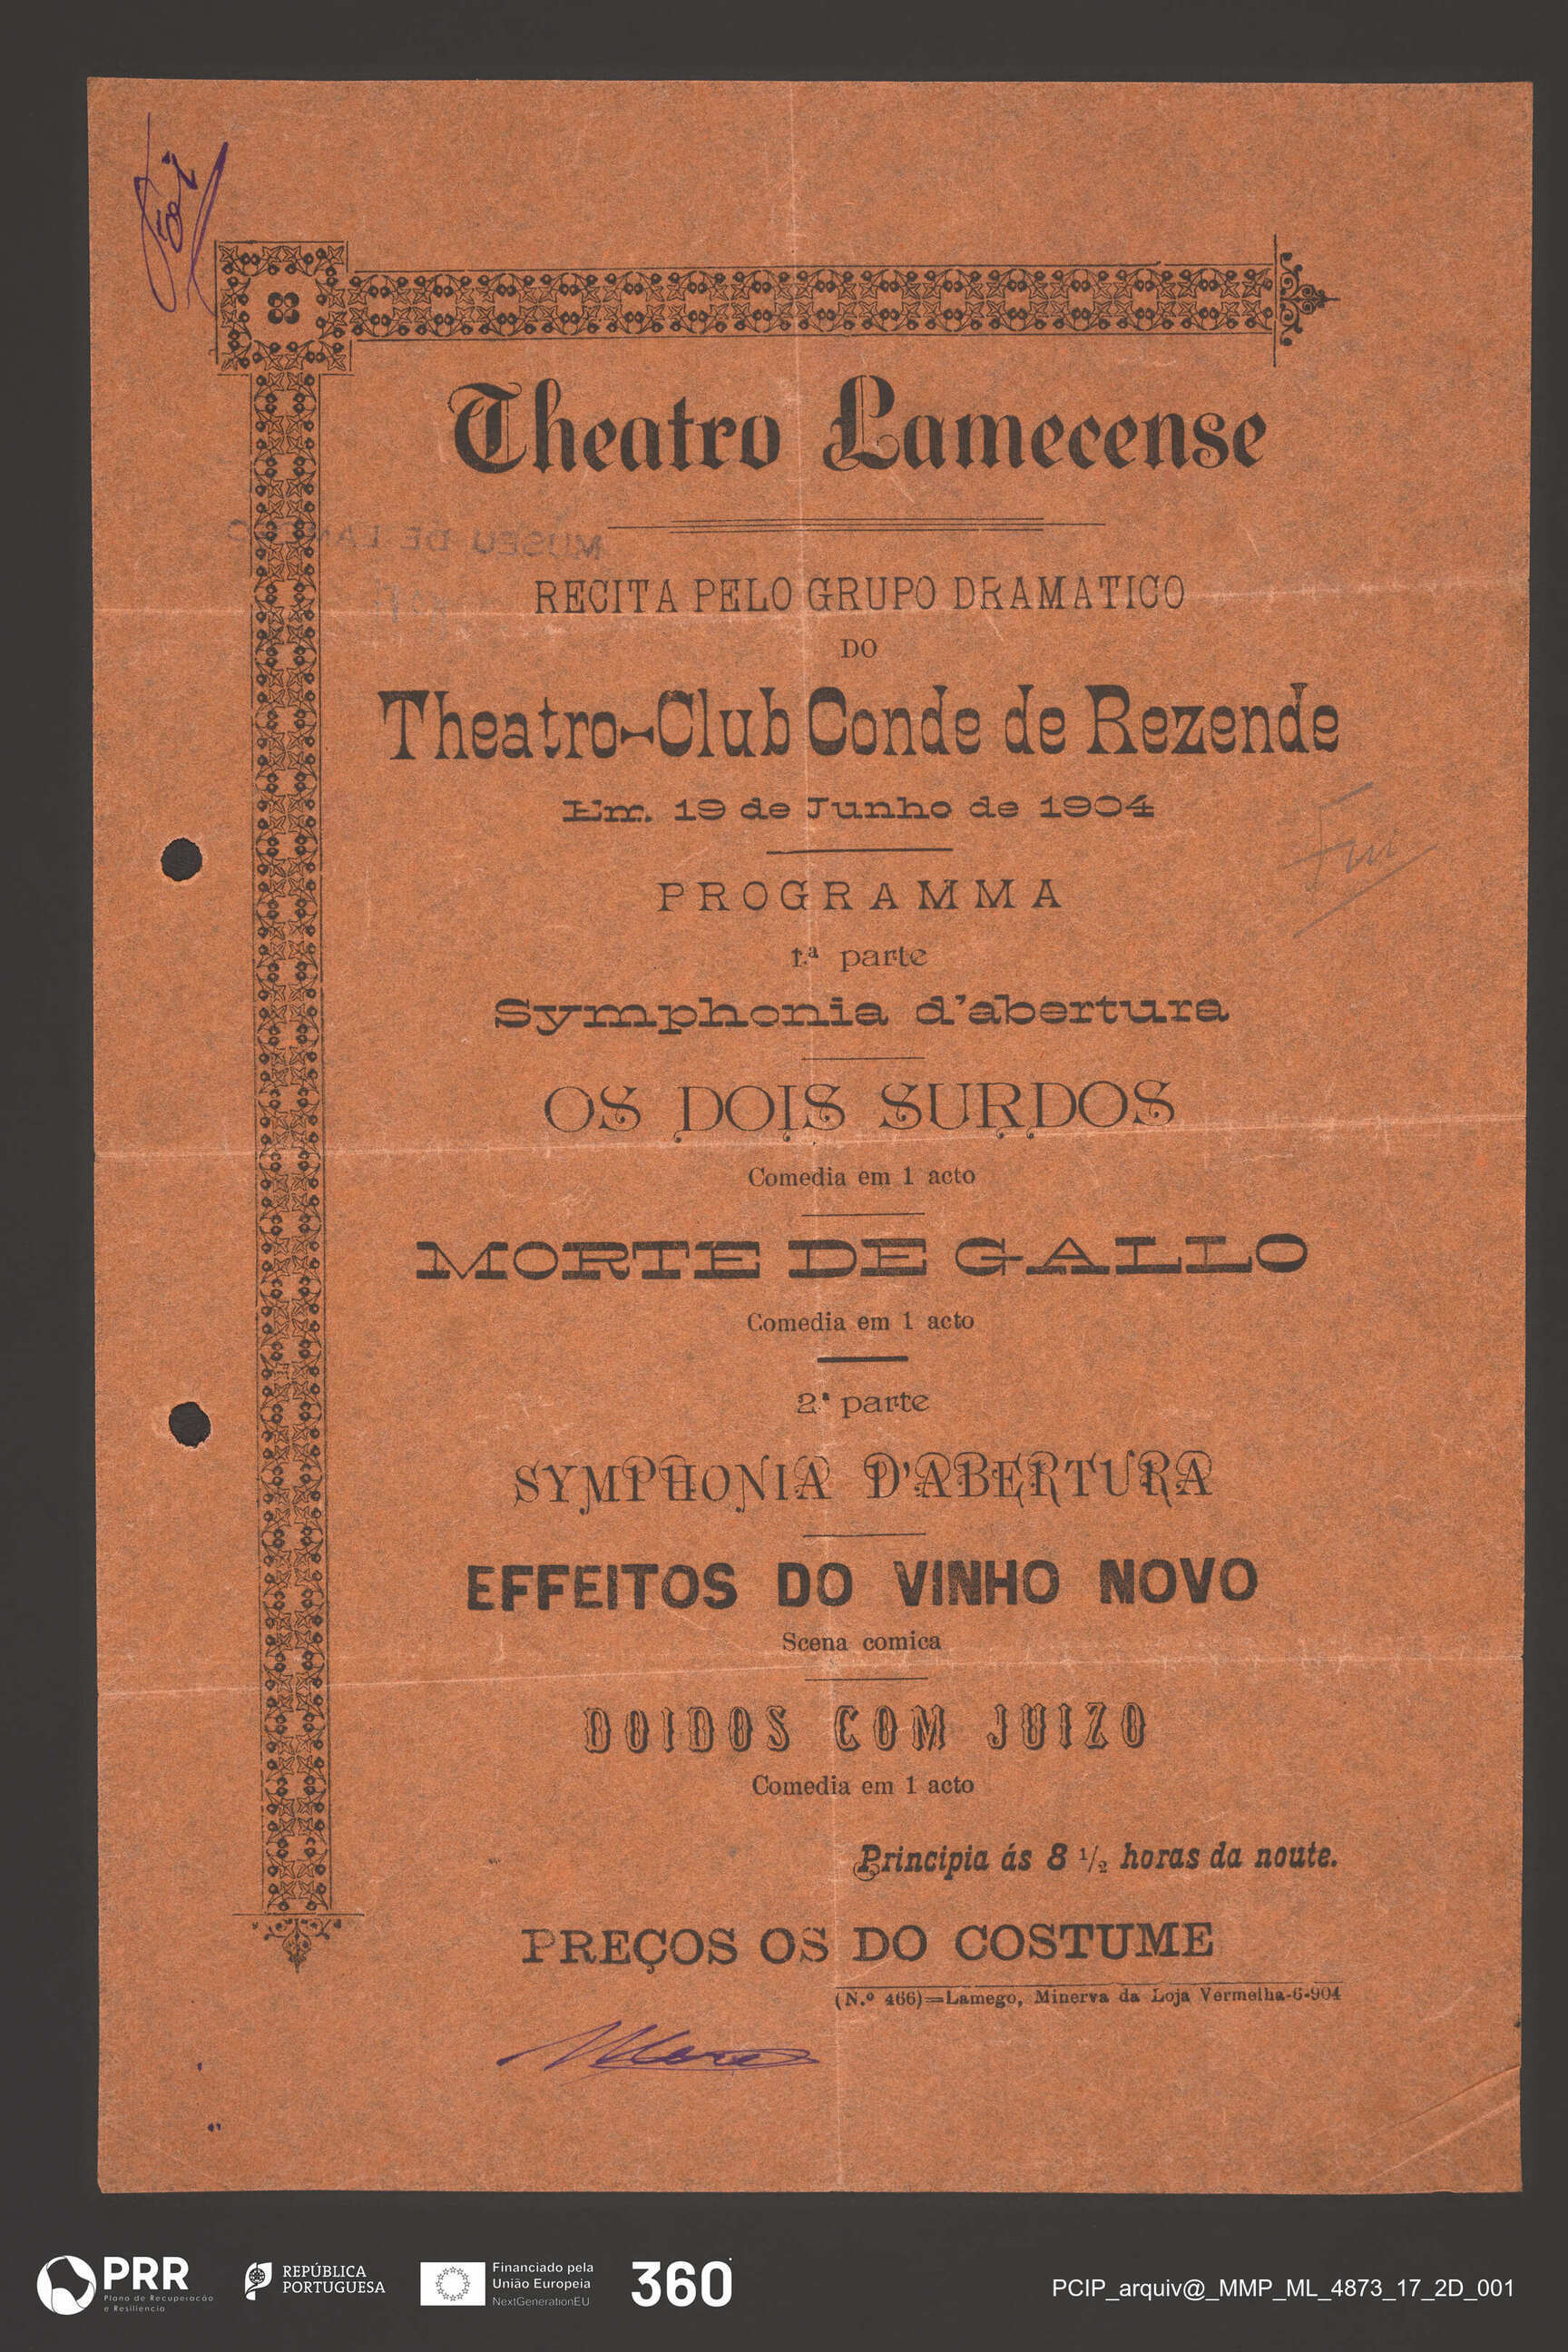 Theatro Lamecense
MUSEU DE LAMEGO
RECITA PELO GRUPO DRAMATICO
DO
Theatro-Club Conde de Rezende
Em 19 de Junho de 1904
PROGRAMMA
1.ª parte
Symphonia d'abertura
OS DOIS SURDOS
Comedia em 1 acto
MORTE DE GALLO
Comedia em 1 acto
2.ª parte
SYMPHONIA D'ABERTURA
EFFEITOS DO VINHO NOVO
Scena comica
DOIDOS COM JUIZO
Comedia em 1 acto
Principia ás 8 1/2 horas da noute.
PREÇOS OS DO COSTUME
(N.º 466)=Lamego, Minerva da Loja Vermelha-6-904
PRR
Plano de Recuperação
e Resiliência
REPÚBLICA
PORTUGUESA
Financiado pela
União Europeia
NextGenerationEU
360
PCIP_arquiv@_MMP_ML_4873_17_2D_001